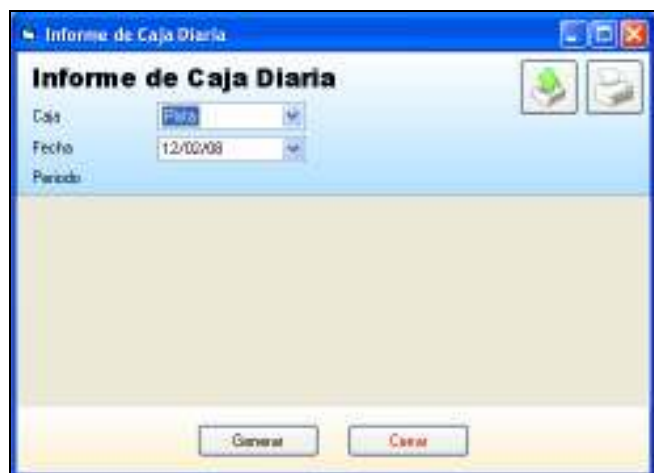 Informe de Caja Diaria
Informe de Caja Diaria
Caja
Fecha 12/02/08
Periodo
Generar Cerrar